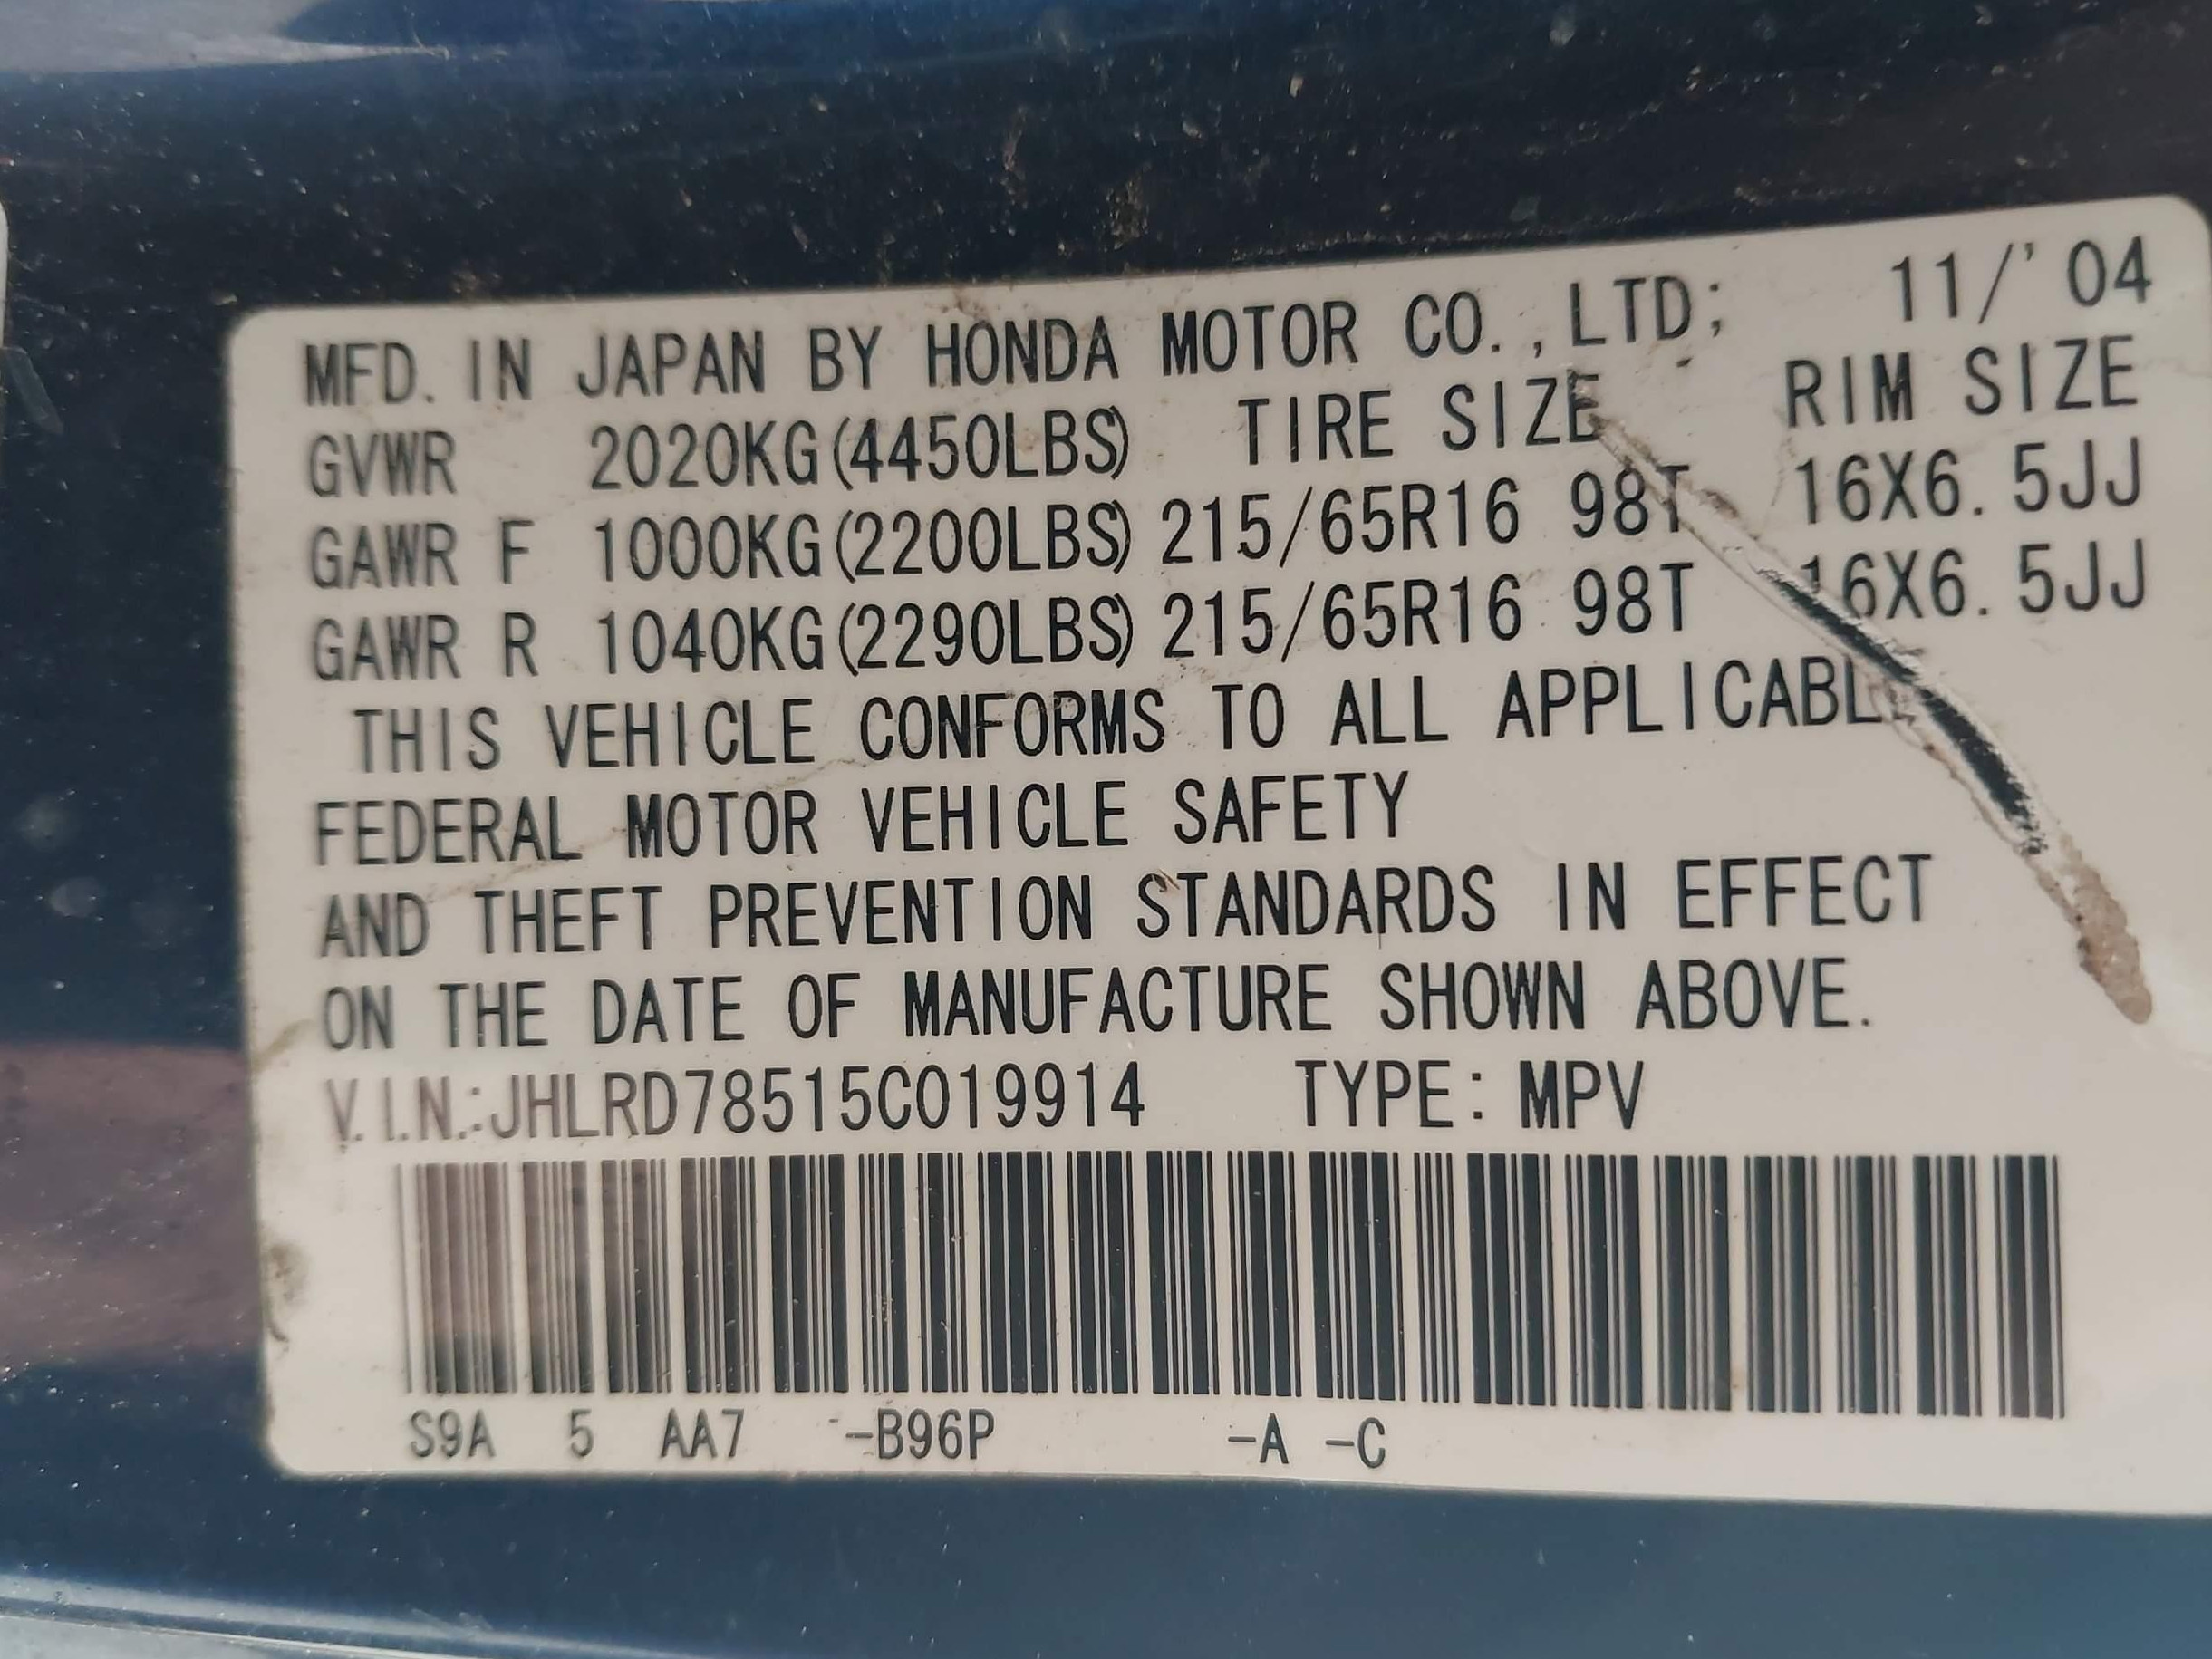 MFD. IN JAPAN BY HONDA MOTOR CO.,LTD; 11/'04
GVWR 2020KG(4450LBS) TIRE SIZE RIM SIZE
GAWR F 1000KG(2200LBS) 215/65R16 98T 16X6.5JJ
GAWR R 1040KG(2290LBS) 215/65R16 98T 16X6.5JJ
THIS VEHICLE CONFORMS TO ALL APPLICABL
FEDERAL MOTOR VEHICLE SAFETY
AND THEFT PREVENTION STANDARDS IN EFFECT
ON THE DATE OF MANUFACTURE SHOWN ABOVE.
V.I.N.:JHLRD78515C019914 TYPE: MPV
S9A 5 AA7 -B96P -A -C